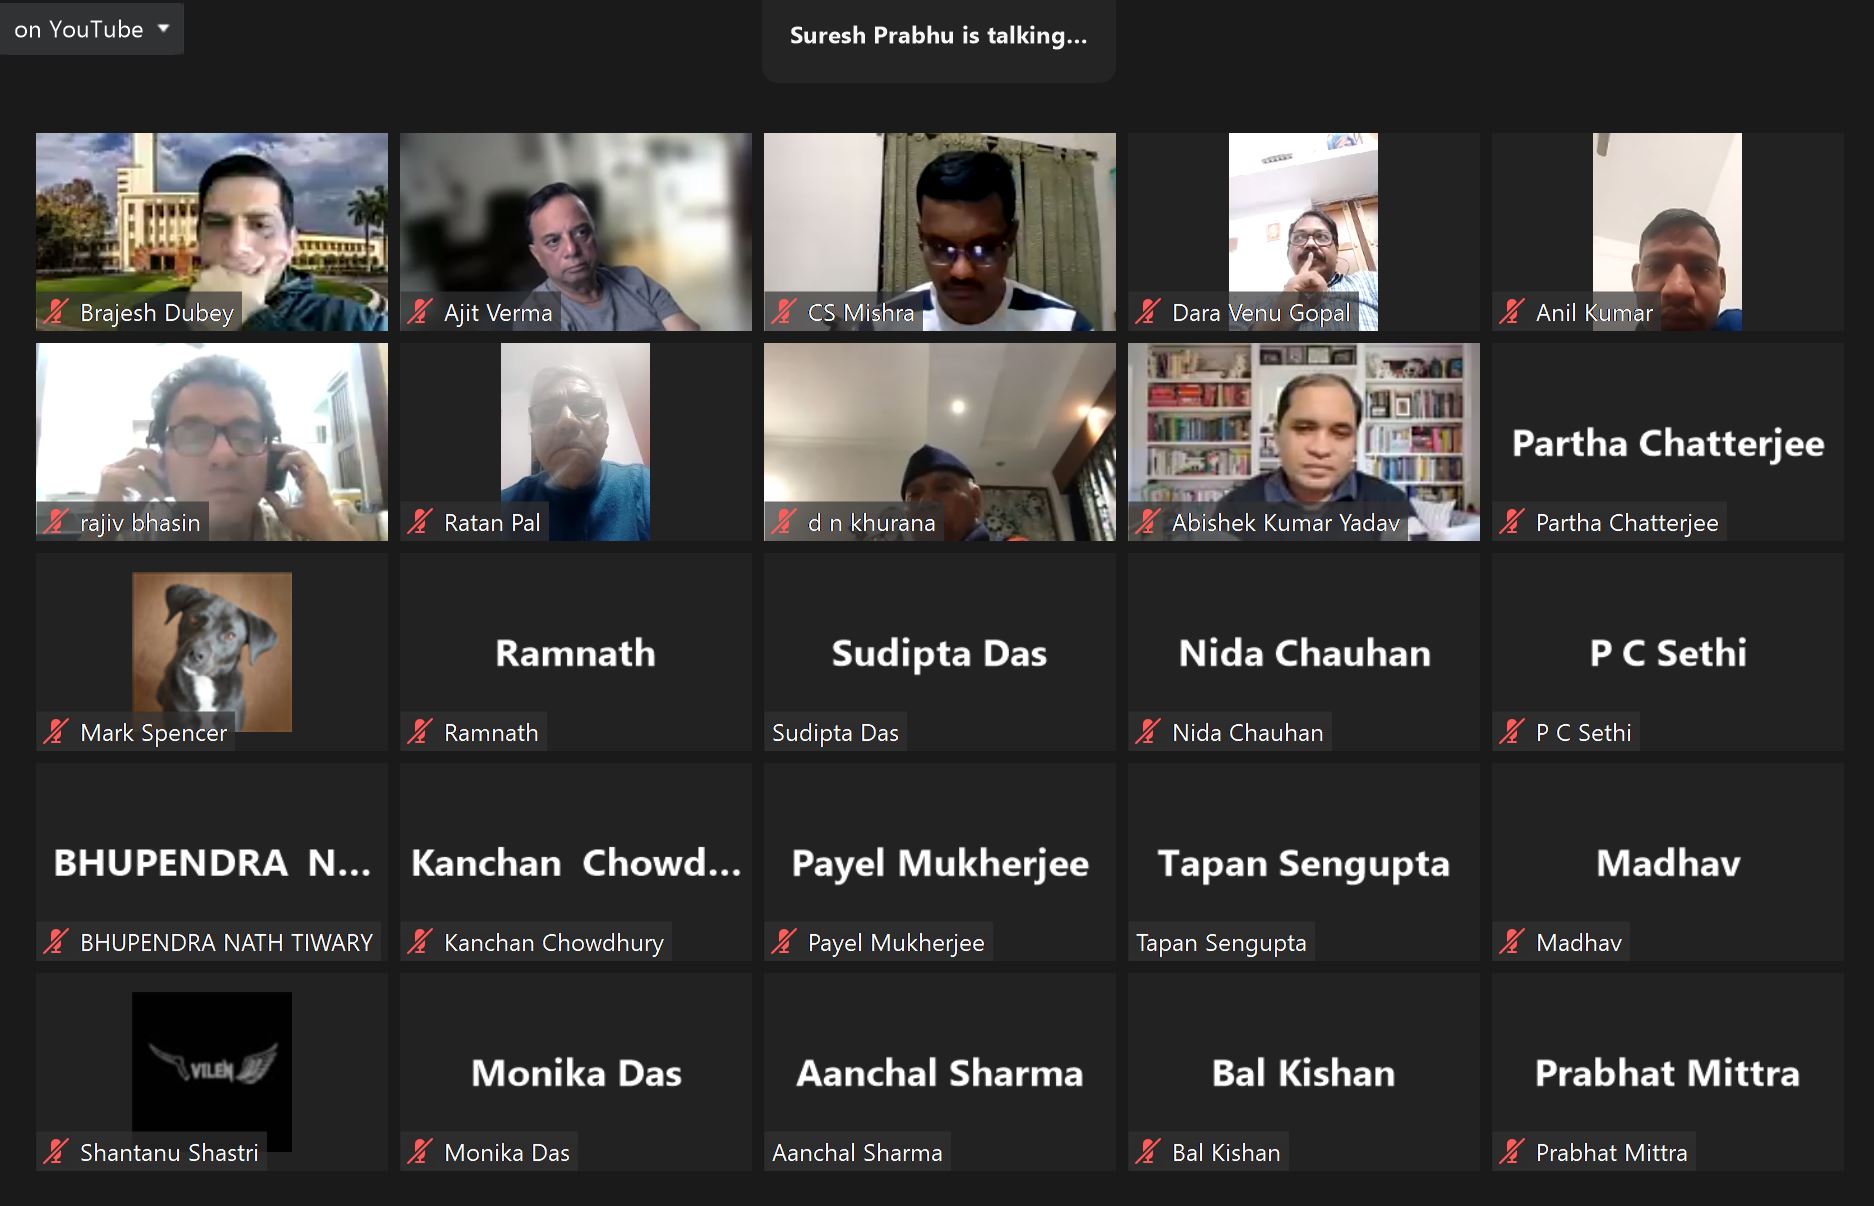 on YouTube
Suresh Prabhu is talking...
Brajesh Dubey
Ajit Verma
CS Mishra
Dara Venu Gopal
Anil Kumar
rajiv bhasin
Ratan Pal
d n khurana
Abishek Kumar Yadav
Partha Chatterjee
Partha Chatterjee
Mark Spencer
Ramnath
Ramnath
Sudipta Das
Sudipta Das
Nida Chauhan
Nida Chauhan
P C Sethi
P C Sethi
BHUPENDRA N...
BHUPENDRA NATH TIWARY
Kanchan Chowd...
Kanchan Chowdhury
Payel Mukherjee
Payel Mukherjee
Tapan Sengupta
Tapan Sengupta
Madhav
Madhav
VILEN
Shantanu Shastri
Monika Das
Monika Das
Aanchal Sharma
Aanchal Sharma
Bal Kishan
Bal Kishan
Prabhat Mittra
Prabhat Mittra